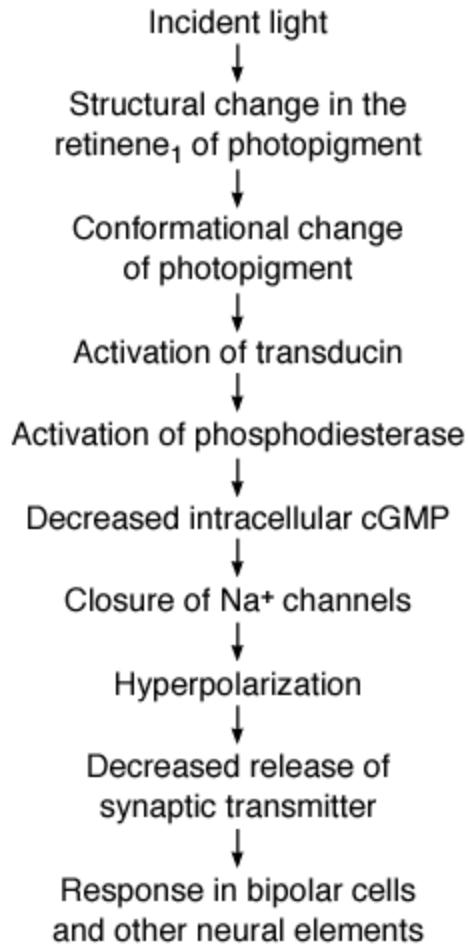 Incident light
Structural change in the
retinene₁ of photopigment
Conformational change
of photopigment
Activation of transducin
Activation of phosphodiesterase
Decreased intracellular cGMP
Closure of Na⁺ channels
Hyperpolarization
Decreased release of
synaptic transmitter
Response in bipolar cells
and other neural elements